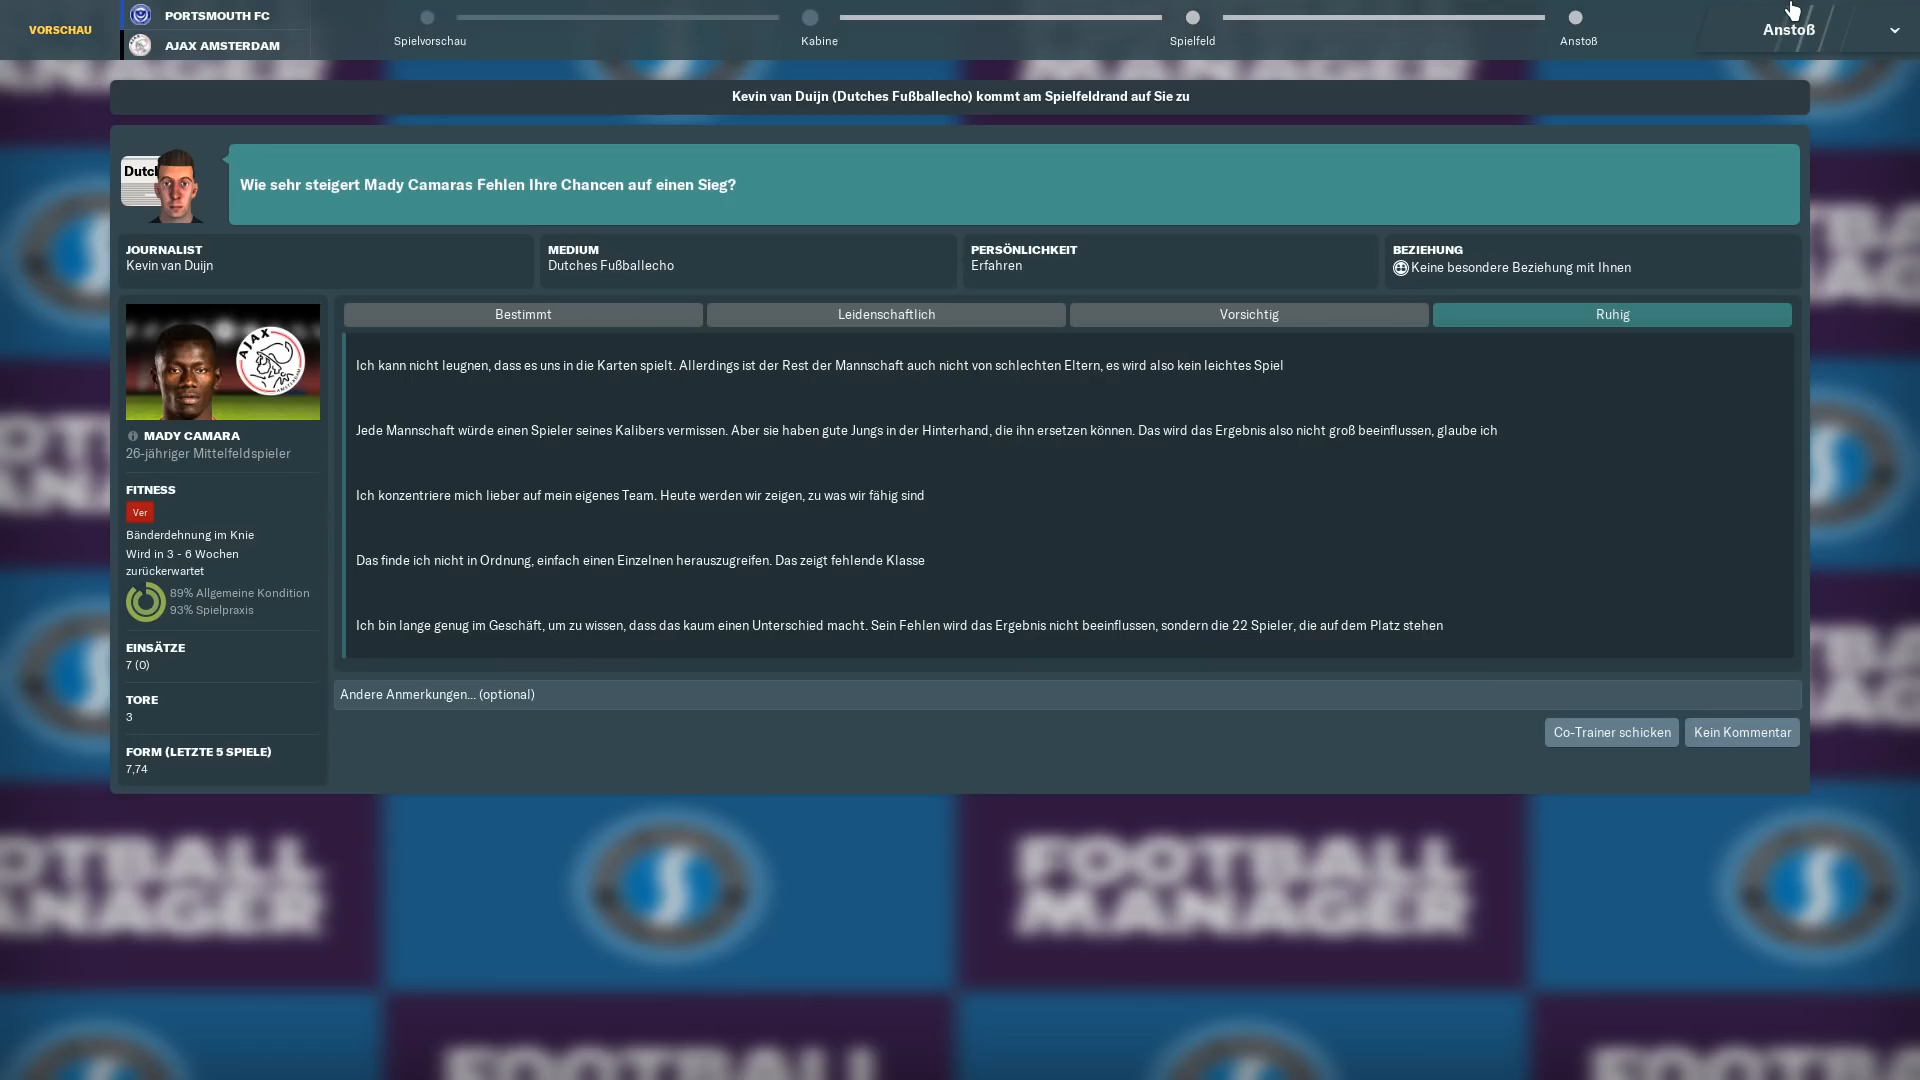 VORSCHAU
PORTSMOUTH FC
AJAX AMSTERDAM
Spielvorschau
Kabine
Spielfeld
Anstoß
Anstoß
Kevin van Duijn (Dutches Fußballecho) kommt am Spielfeldrand auf Sie zu
Dutch
Wie sehr steigert Mady Camaras Fehlen Ihre Chancen auf einen Sieg?
JOURNALIST
Kevin van Duijn
MEDIUM
Dutches Fußballecho
PERSÖNLICHKEIT
Erfahren
BEZIEHUNG
Keine besondere Beziehung mit Ihnen
AJAX
MADY CAMARA
26-jähriger Mittelfeldspieler
FITNESS
Ver
Bänderdehnung im Knie
Wird in 3 - 6 Wochen
zurückerwartet
89% Allgemeine Kondition
93% Spielpraxis
EINSÄTZE
7 (0)
TORE
3
FORM (LETZTE 5 SPIELE)
7,74
Bestimmt
Leidenschaftlich
Vorsichtig
Ruhig
Ich kann nicht leugnen, dass es uns in die Karten spielt. Allerdings ist der Rest der Mannschaft auch nicht von schlechten Eltern, es wird also kein leichtes Spiel
Jede Mannschaft würde einen Spieler seines Kalibers vermissen. Aber sie haben gute Jungs in der Hinterhand, die ihn ersetzen können. Das wird das Ergebnis also nicht groß beeinflussen, glaube ich
Ich konzentriere mich lieber auf mein eigenes Team. Heute werden wir zeigen, zu was wir fähig sind
Das finde ich nicht in Ordnung, einfach einen Einzelnen herauszugreifen. Das zeigt fehlende Klasse
Ich bin lange genug im Geschäft, um zu wissen, dass das kaum einen Unterschied macht. Sein Fehlen wird das Ergebnis nicht beeinflussen, sondern die 22 Spieler, die auf dem Platz stehen
Andere Anmerkungen... (optional)
Co-Trainer schicken
Kein Kommentar
FOOTBALL
MANAGER